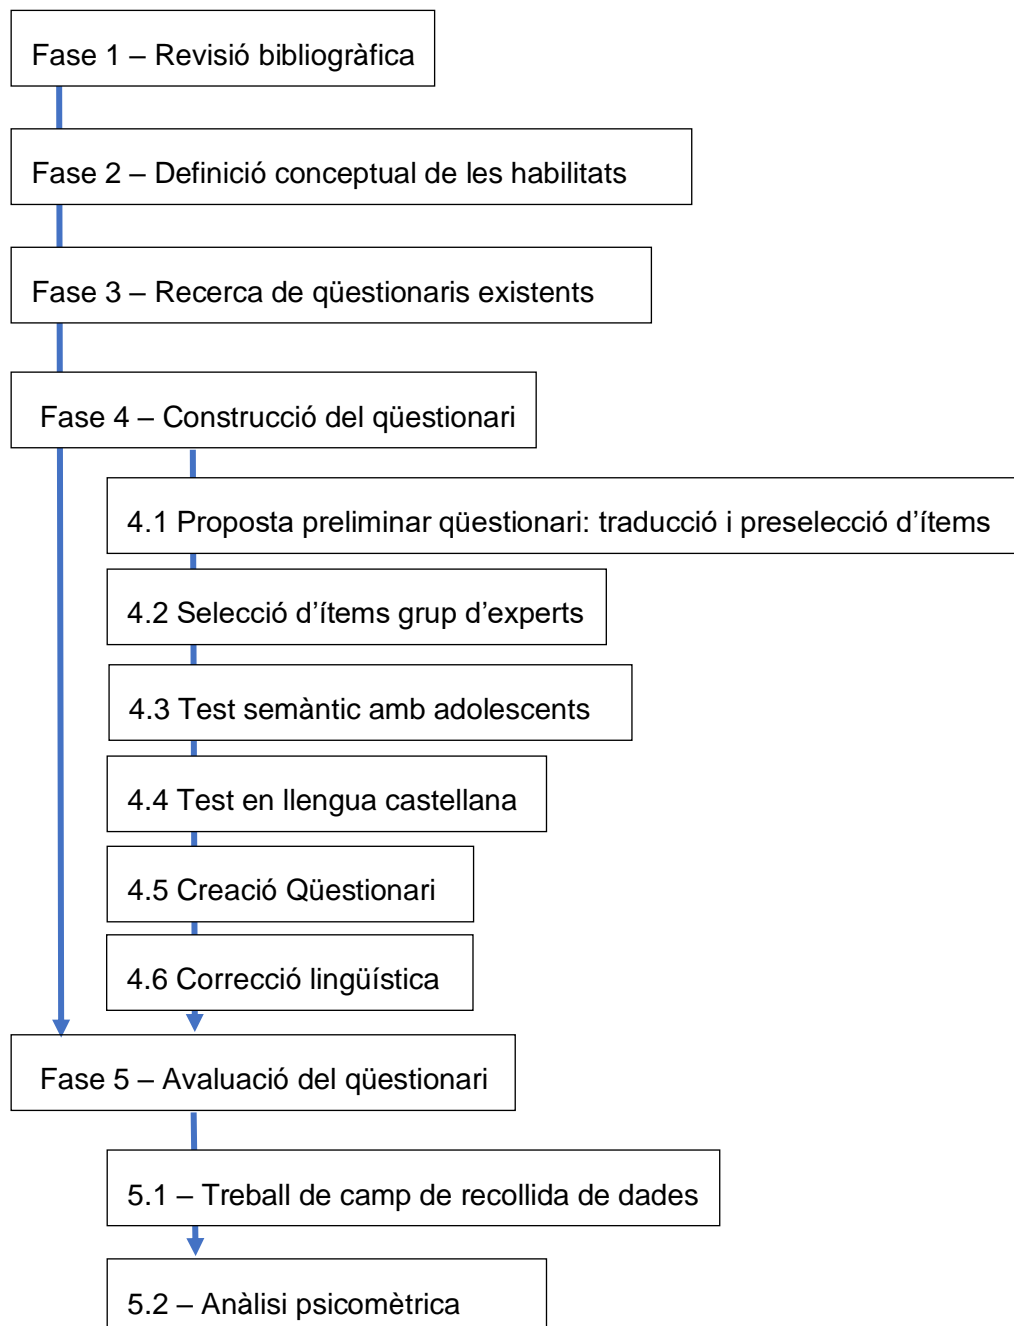 Fase 1 – Revisió bibliogràfica
Fase 2 – Definició conceptual de les habilitats
Fase 3 – Recerca de qüestionaris existents
Fase 4 – Construcció del qüestionari
4.1 Proposta preliminar qüestionari: traducció i preselecció d’ítems
4.2 Selecció d’ítems grup d’experts
4.3 Test semàntic amb adolescents
4.4 Test en llengua castellana
4.5 Creació Qüestionari
4.6 Correcció lingüística
Fase 5 – Avaluació del qüestionari
5.1 – Treball de camp de recollida de dades
5.2 – Anàlisi psicomètrica